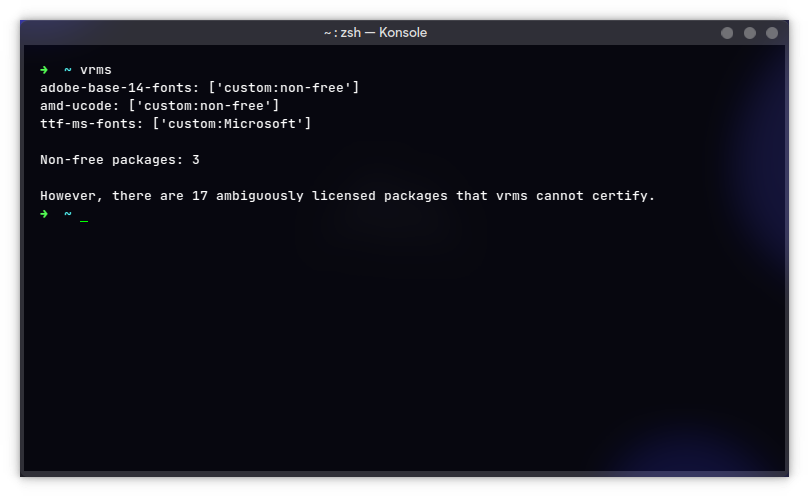 ~ : zsh — Konsole
➜  ~ vrms
adobe-base-14-fonts: ['custom:non-free']
amd-ucode: ['custom:non-free']
ttf-ms-fonts: ['custom:Microsoft']
Non-free packages: 3
However, there are 17 ambiguously licensed packages that vrms cannot certify.
➜  ~ _